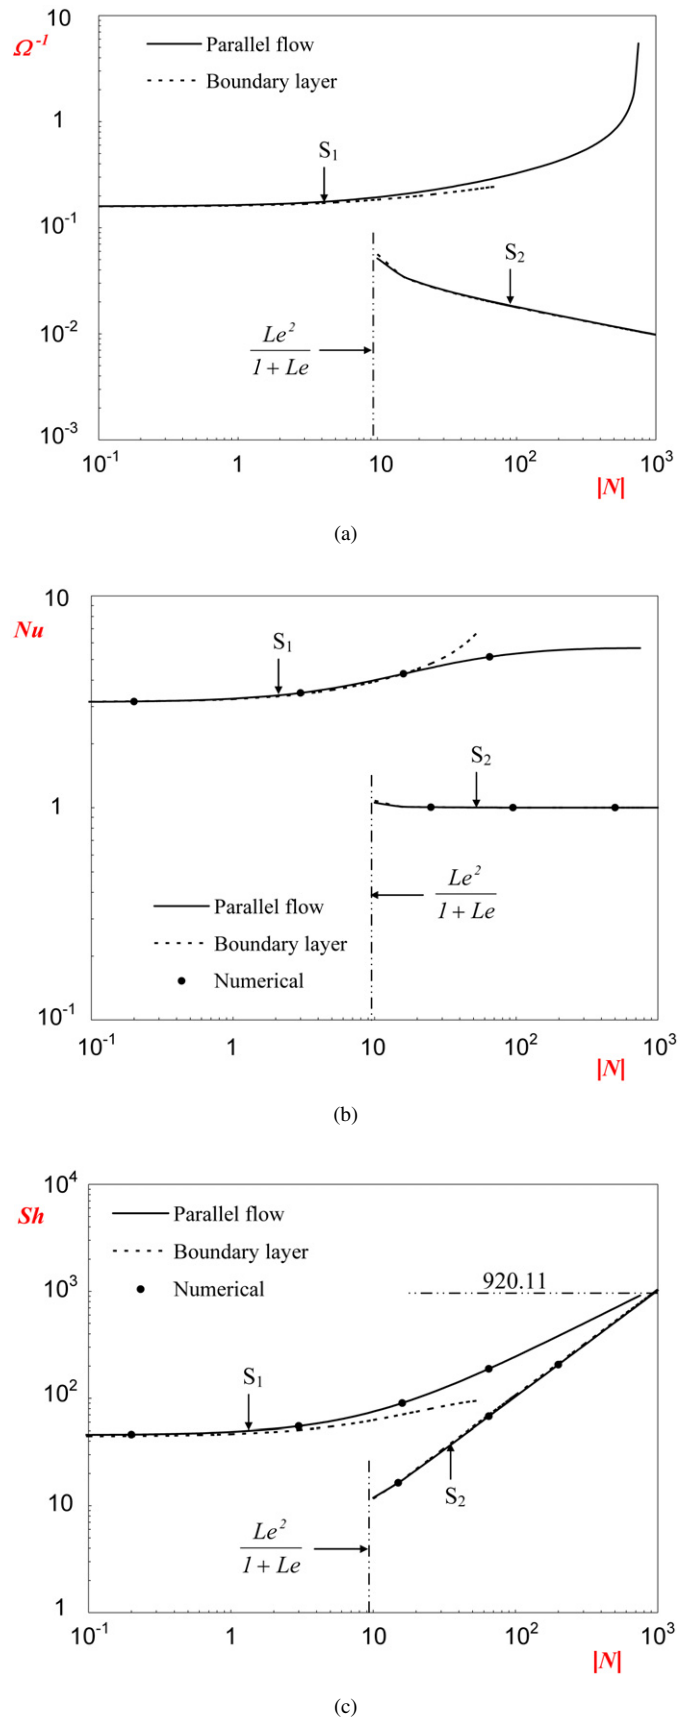 10
Ω⁻¹
Parallel flow
Boundary layer
1
S₁
10⁻¹
S₂
10⁻²
Le²
1 + Le
10⁻³
10⁻¹ 1 10 10² 10³
|N|
(a)
10
Nu
S₁
S₂
1
Le²
1 + Le
Parallel flow
Boundary layer
Numerical
10⁻¹
10⁻¹ 1 10 10² 10³
|N|
(b)
10⁴
Sh
Parallel flow
Boundary layer
Numerical
920.11
10³
S₁
10²
10
S₂
Le²
1 + Le
1
10⁻¹ 1 10 10² 10³
|N|
(c)